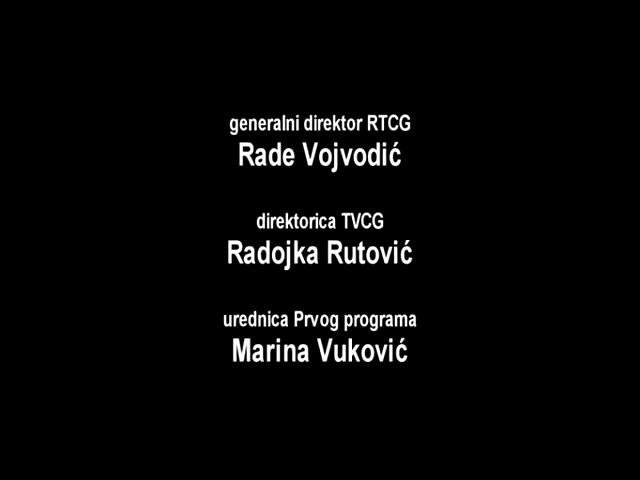 generalni direktor RTCG
Rade Vojvodić
direktorica TVCG
Radojka Rutović
urednica Prvog programa
Marina Vuković